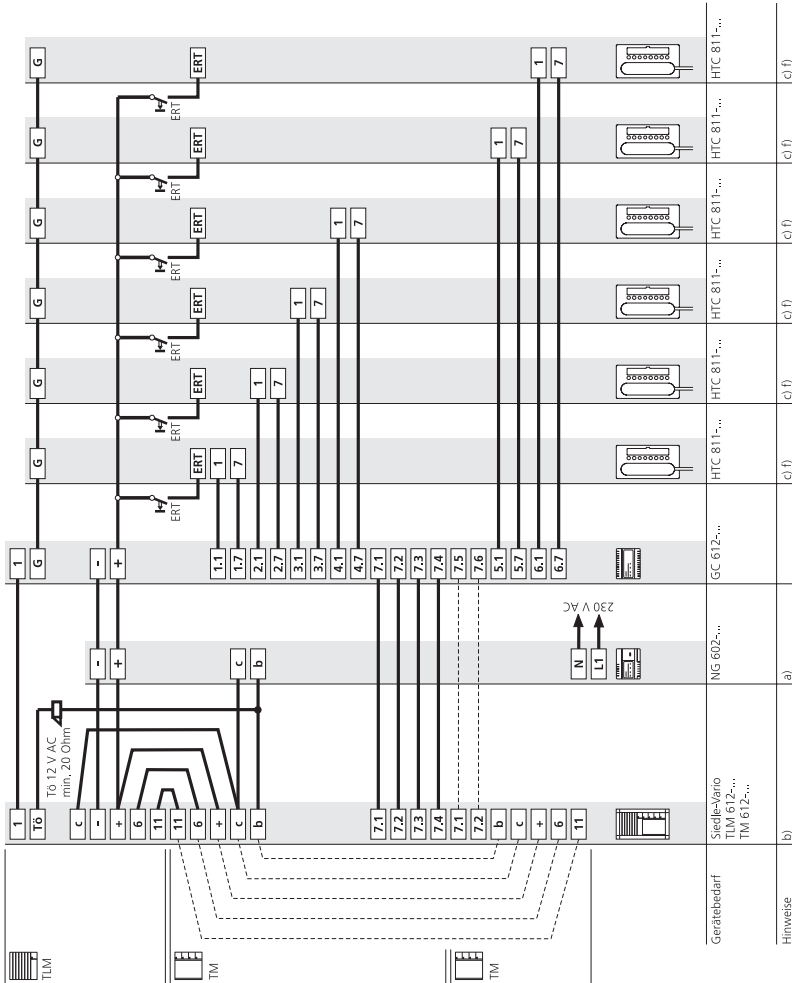 TLM
TM
TM
1
Tö
c
-
+
6
11
11
6
+
c
b
7.1
7.2
7.3
7.4
7.1
7.2
b
c
+
6
11
Tö 12 V AC
min. 20 Ohm
-
+
c
b
N
L1
230 V AC
1
G
-
+
1.1
1.7
2.1
2.7
3.1
3.7
4.1
4.7
7.1
7.2
7.3
7.4
7.5
7.6
5.1
5.7
6.1
6.7
G
ERT
ERT
1
7
G
ERT
ERT
1
7
G
ERT
ERT
1
7
G
ERT
ERT
1
7
G
ERT
ERT
1
7
G
ERT
ERT
1
7
Gerätebedarf
Siedle-Vario
TLM 612-...
TM 612-...
NG 602-...
GC 612-...
HTC 811-...
HTC 811-...
HTC 811-...
HTC 811-...
HTC 811-...
HTC 811-...
Hinweise
b)
a)
c) f)
c) f)
c) f)
c) f)
c) f)
c) f)